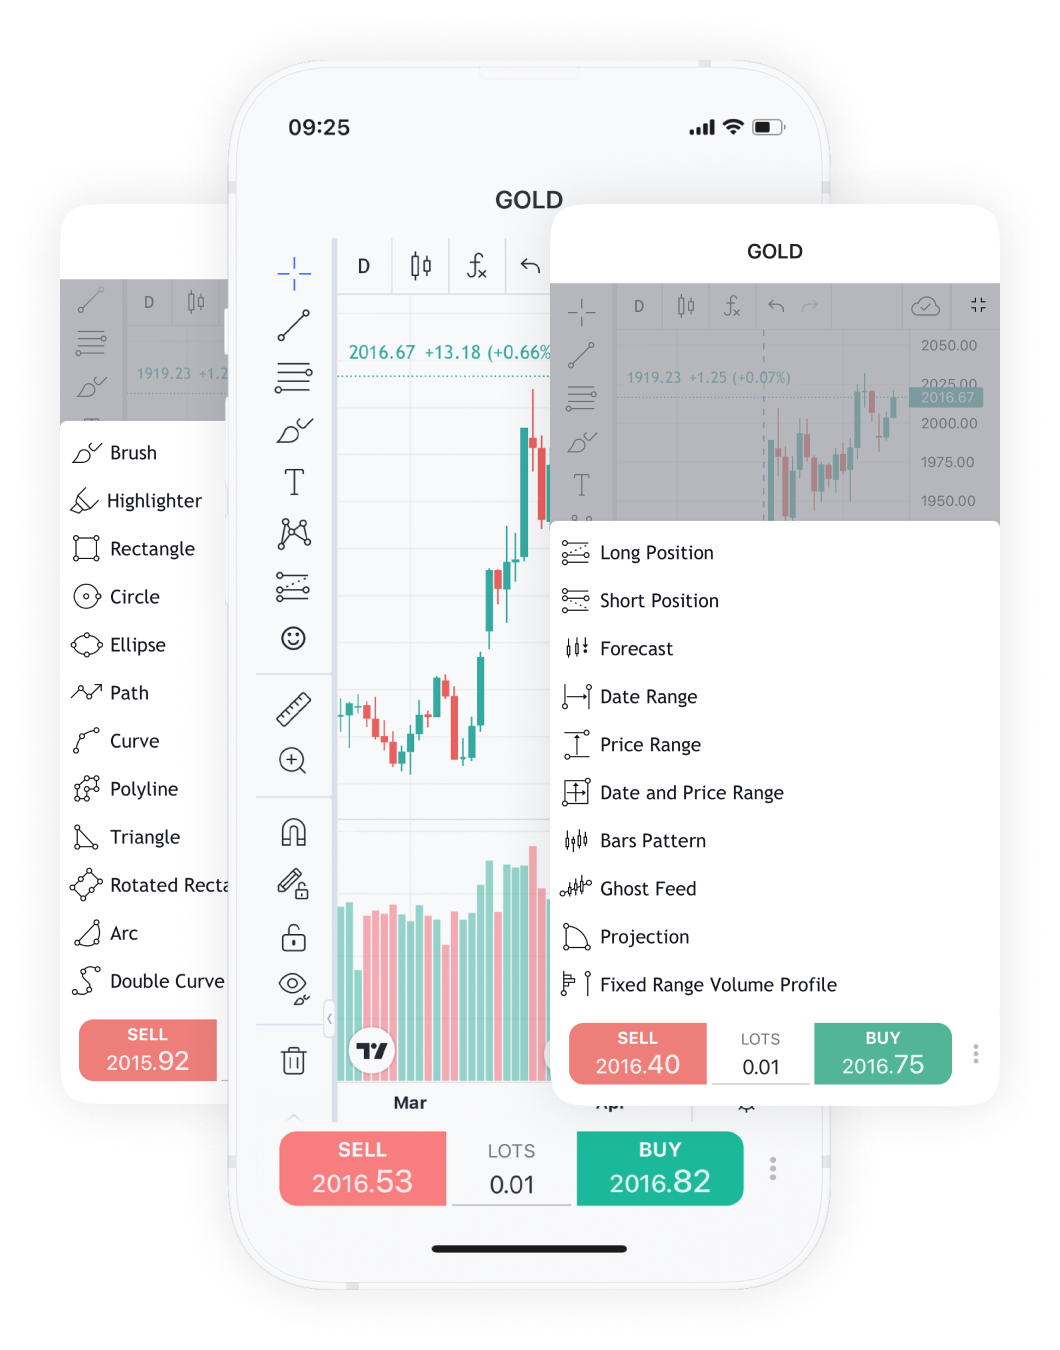 09:25
GOLD
D
2016.67 +13.18 (+0.66%
Mar
Apr
SELL
2016.53
LOTS
0.01
BUY
2016.82
D
1919.23 +1.2
Brush
Highlighter
Rectangle
Circle
Ellipse
Path
Curve
Polyline
Triangle
Rotated Recta
Arc
Double Curve
SELL
2015.92
GOLD
D
1919.23 +1.25 (+0.07%)
2050.00
2025.00
2016.67
2000.00
1975.00
1950.00
T
T
Long Position
Short Position
Forecast
Date Range
Price Range
Date and Price Range
Bars Pattern
Ghost Feed
Projection
Fixed Range Volume Profile
SELL
2016.40
LOTS
0.01
BUY
2016.75